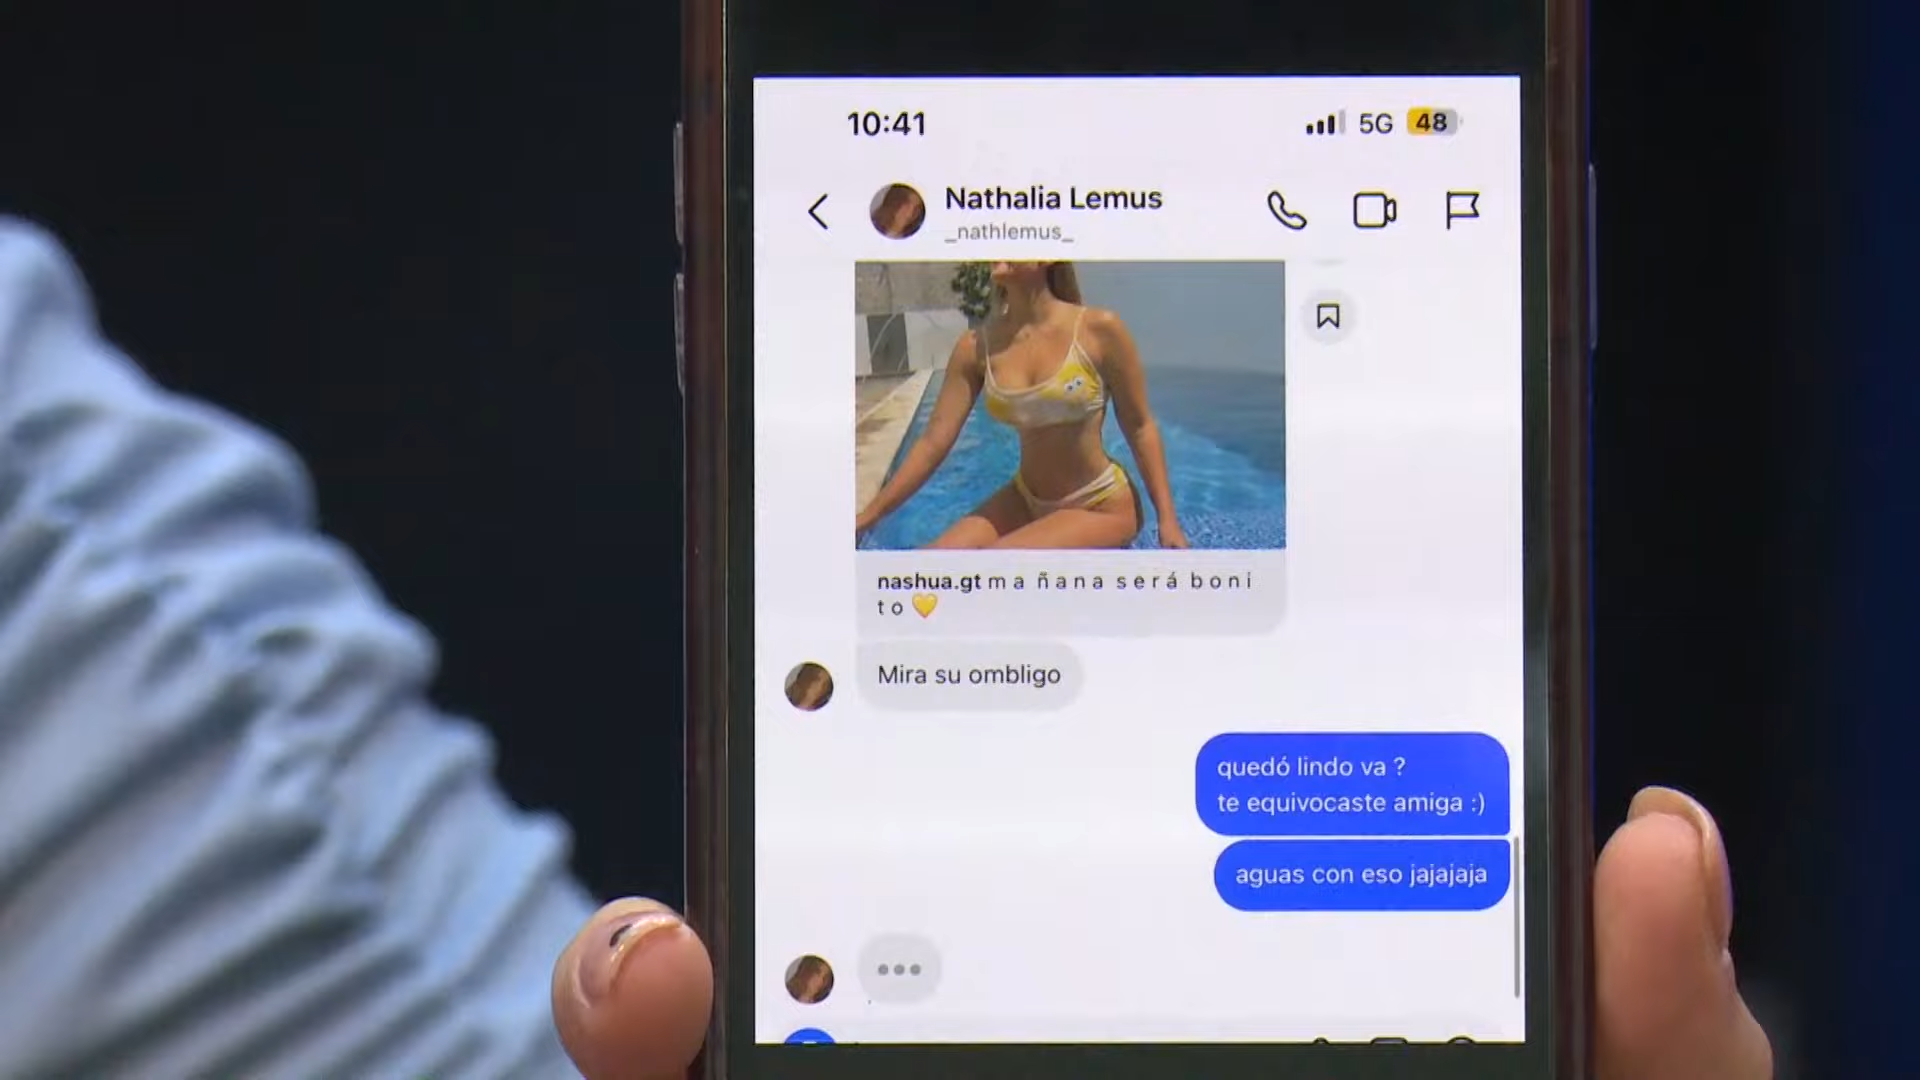 10:41
5G 48
Nathalia Lemus
_nathlemus_
nashua.gt m a ñ a n a s e r á b o n i
t o 💛
Mira su ombligo
quedó lindo va ?
te equivocaste amiga :)
aguas con eso jajajaja